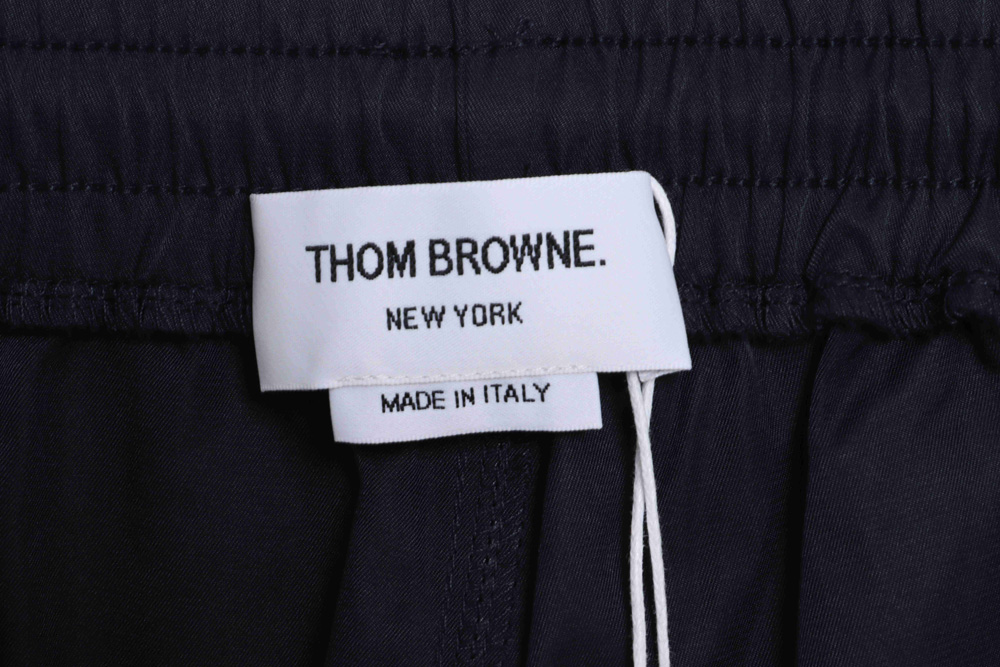 THOM BROWNE.
NEW YORK
MADE IN ITALY